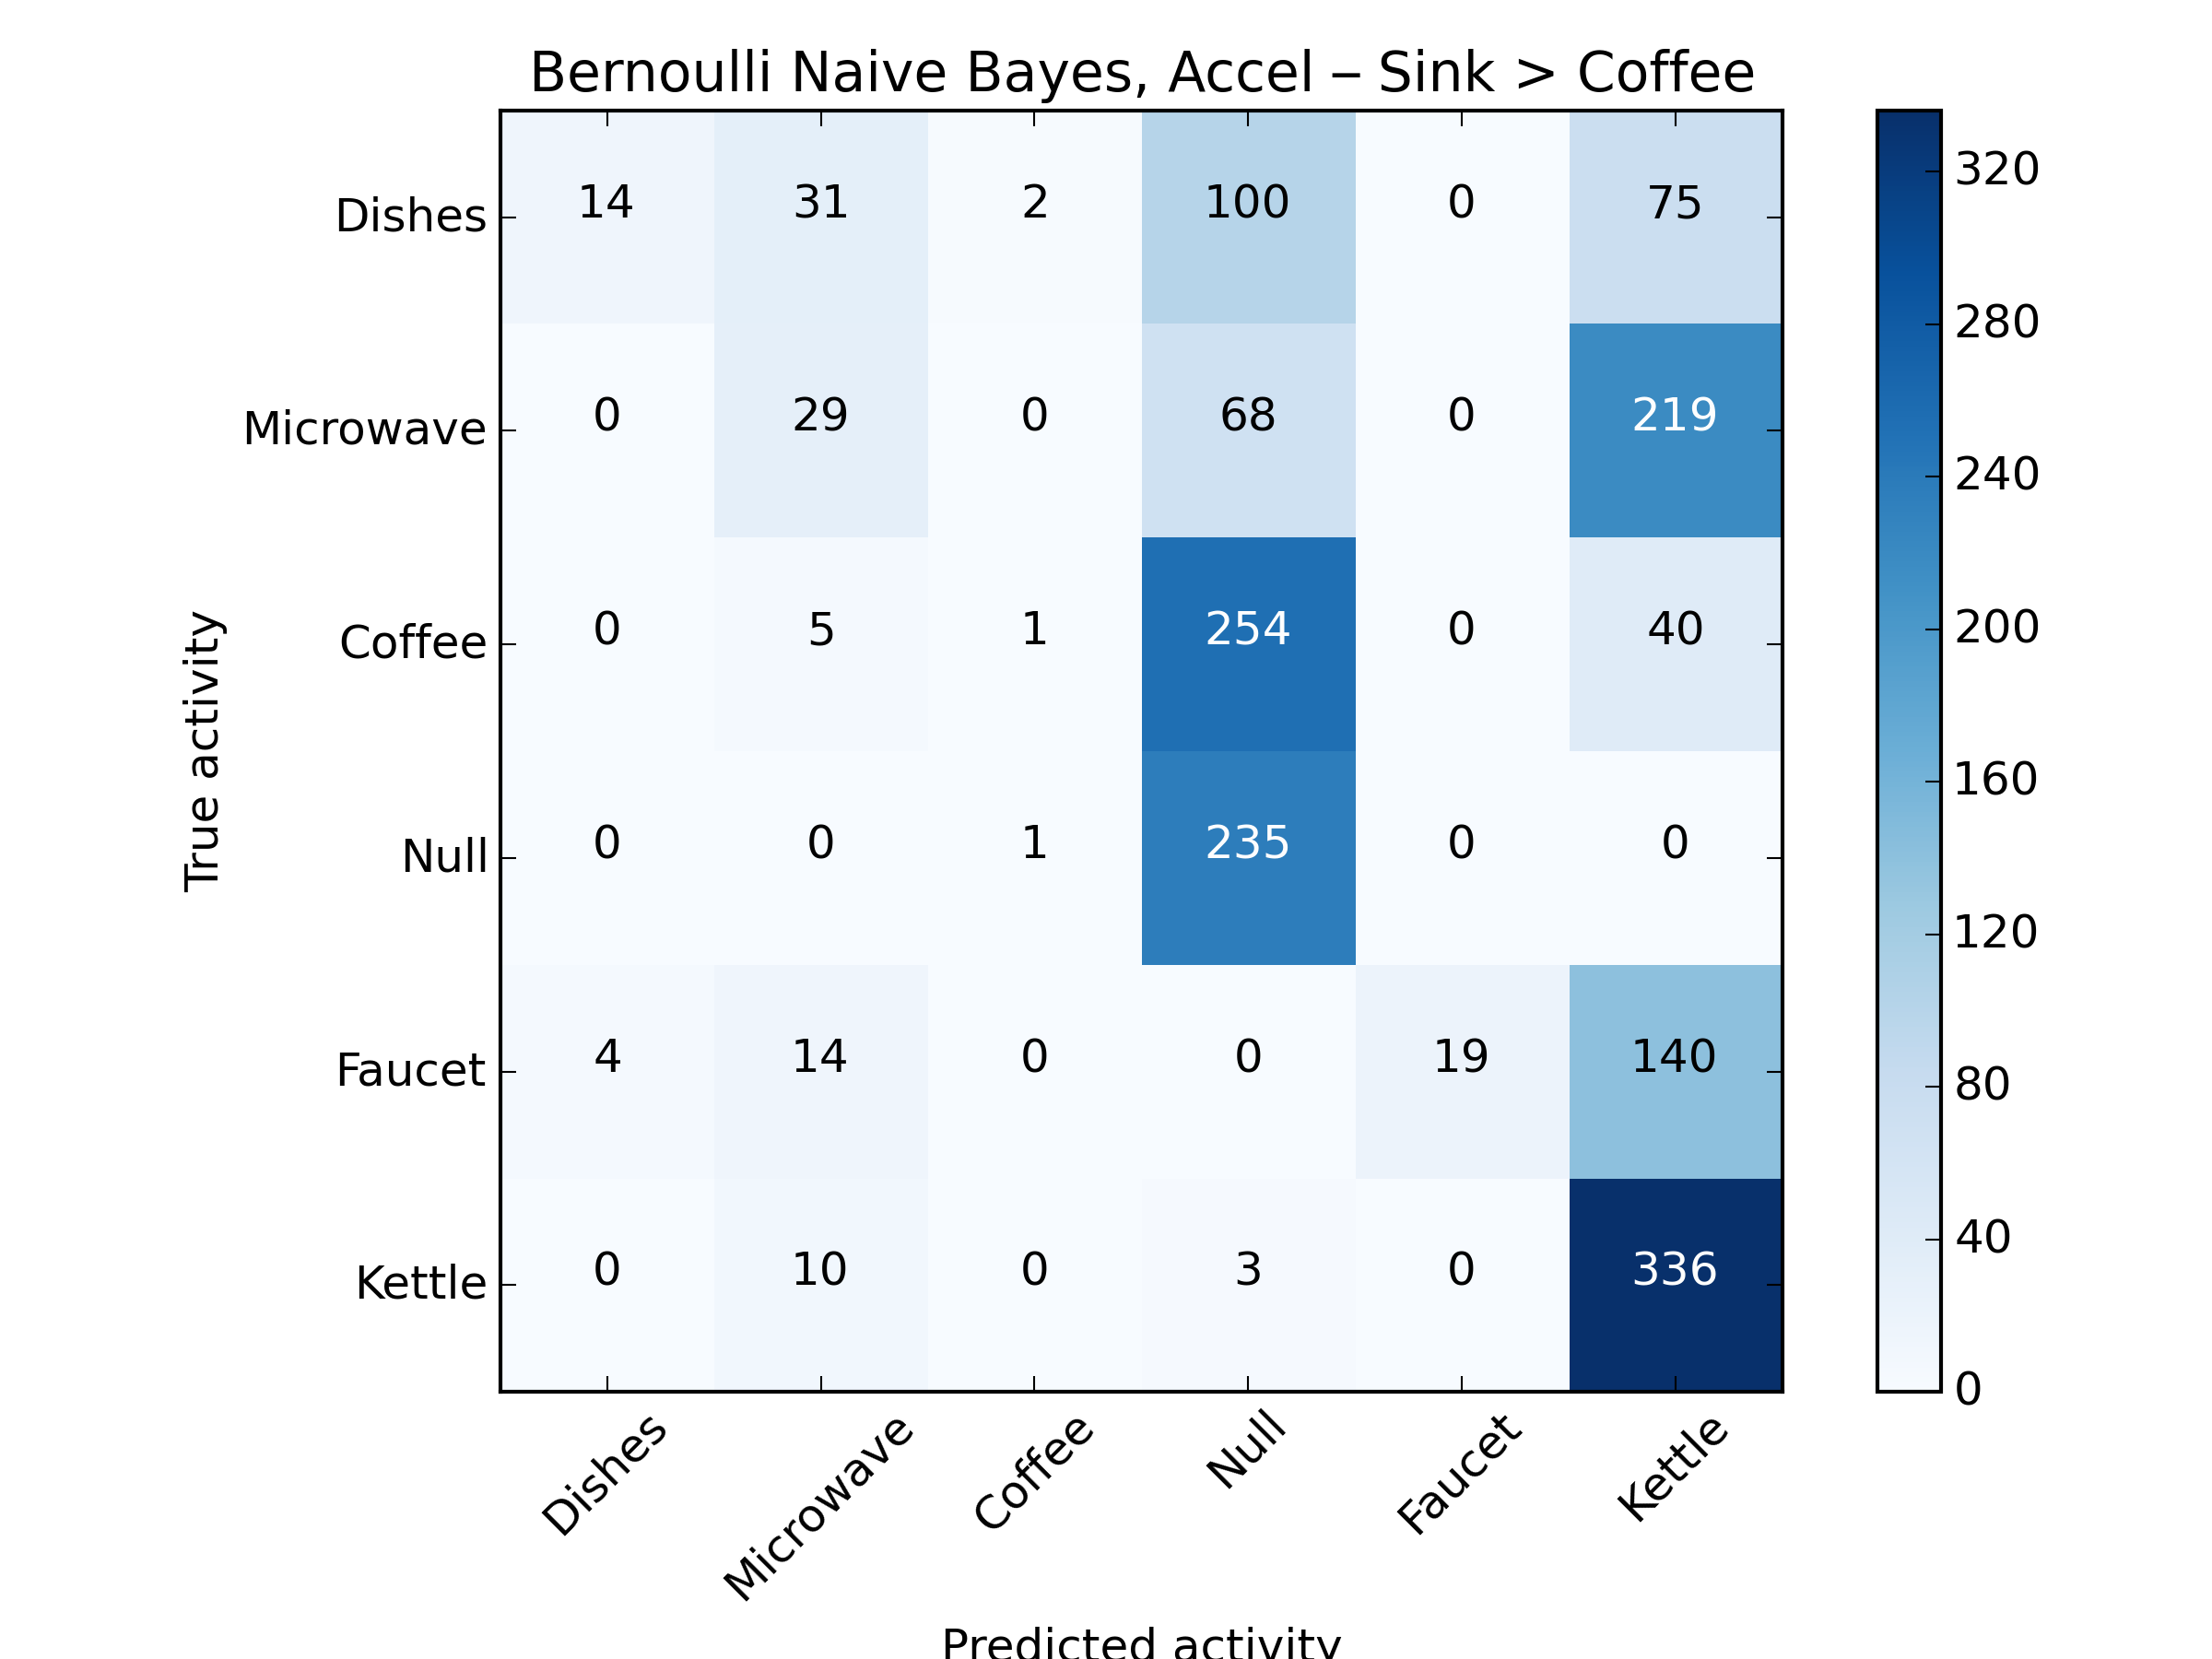 Bernoulli Naive Bayes, Accel – Sink > Coffee
Dishes 14 31 2 100 0 75
Microwave 0 29 0 68 0 219
Coffee 0 5 1 254 0 40
Null 0 0 1 235 0 0
Faucet 4 14 0 0 19 140
Kettle 0 10 0 3 0 336
True activity
Dishes Microwave Coffee Null Faucet Kettle
Predicted activity
320
280
240
200
160
120
80
40
0